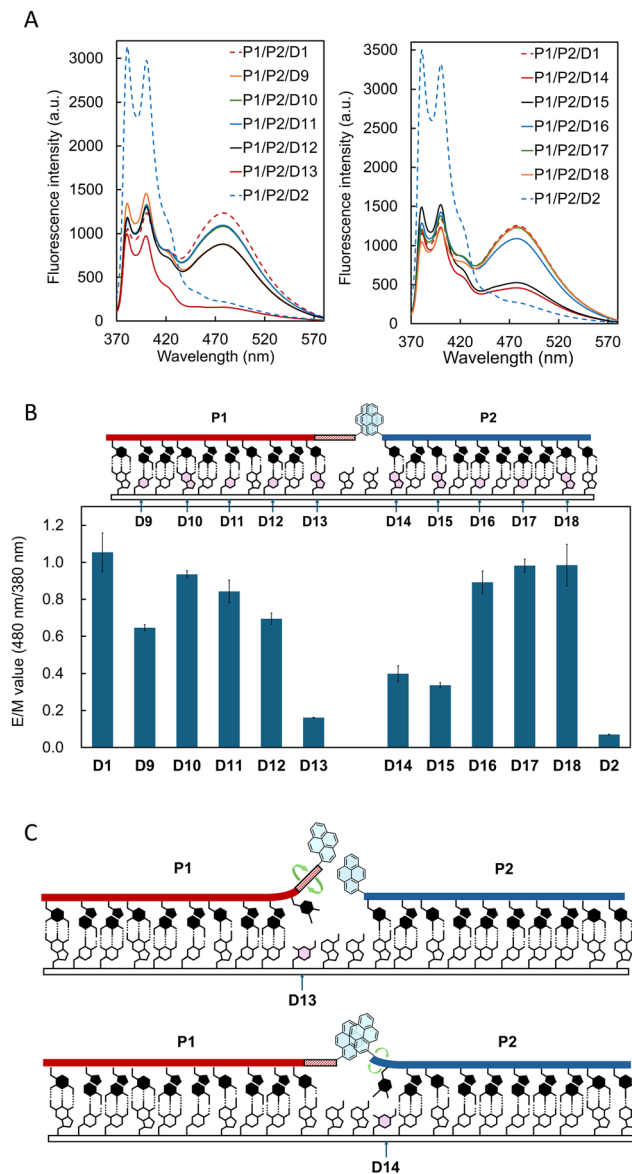 A
Fluorescence intensity (a.u.)
3000
2500
2000
1500
1000
500
0
370
420
470
520
570
Wavelength (nm)
P1/P2/D1
P1/P2/D9
P1/P2/D10
P1/P2/D11
P1/P2/D12
P1/P2/D13
P1/P2/D2
Fluorescence intensity (a.u.)
3500
3000
2500
2000
1500
1000
500
0
370
420
470
520
570
Wavelength (nm)
P1/P2/D1
P1/P2/D14
P1/P2/D15
P1/P2/D16
P1/P2/D17
P1/P2/D18
P1/P2/D2
B
P1
P2
D9 D10 D11 D12 D13 D14 D15 D16 D17 D18
E/M value (480 nm/380 nm)
1.2
1.0
0.8
0.6
0.4
0.2
0.0
D1 D9 D10 D11 D12 D13 D14 D15 D16 D17 D18 D2
C
P1
P2
D13
P1
P2
D14